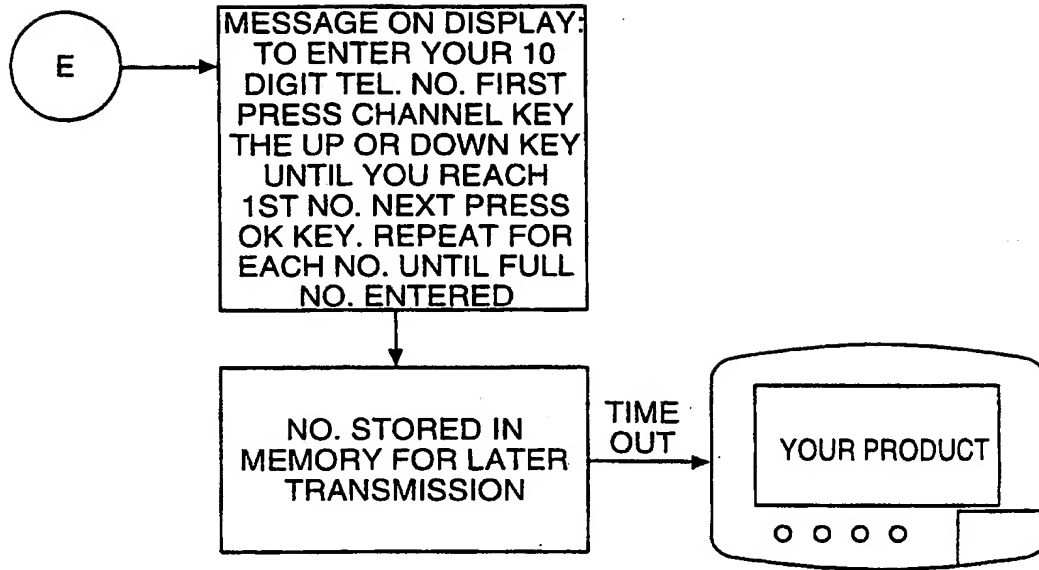 E
MESSAGE ON DISPLAY:
TO ENTER YOUR 10
DIGIT TEL. NO. FIRST
PRESS CHANNEL KEY
THE UP OR DOWN KEY
UNTIL YOU REACH
1ST NO. NEXT PRESS
OK KEY. REPEAT FOR
EACH NO. UNTIL FULL
NO. ENTERED
NO. STORED IN
MEMORY FOR LATER
TRANSMISSION
TIME
OUT
YOUR PRODUCT